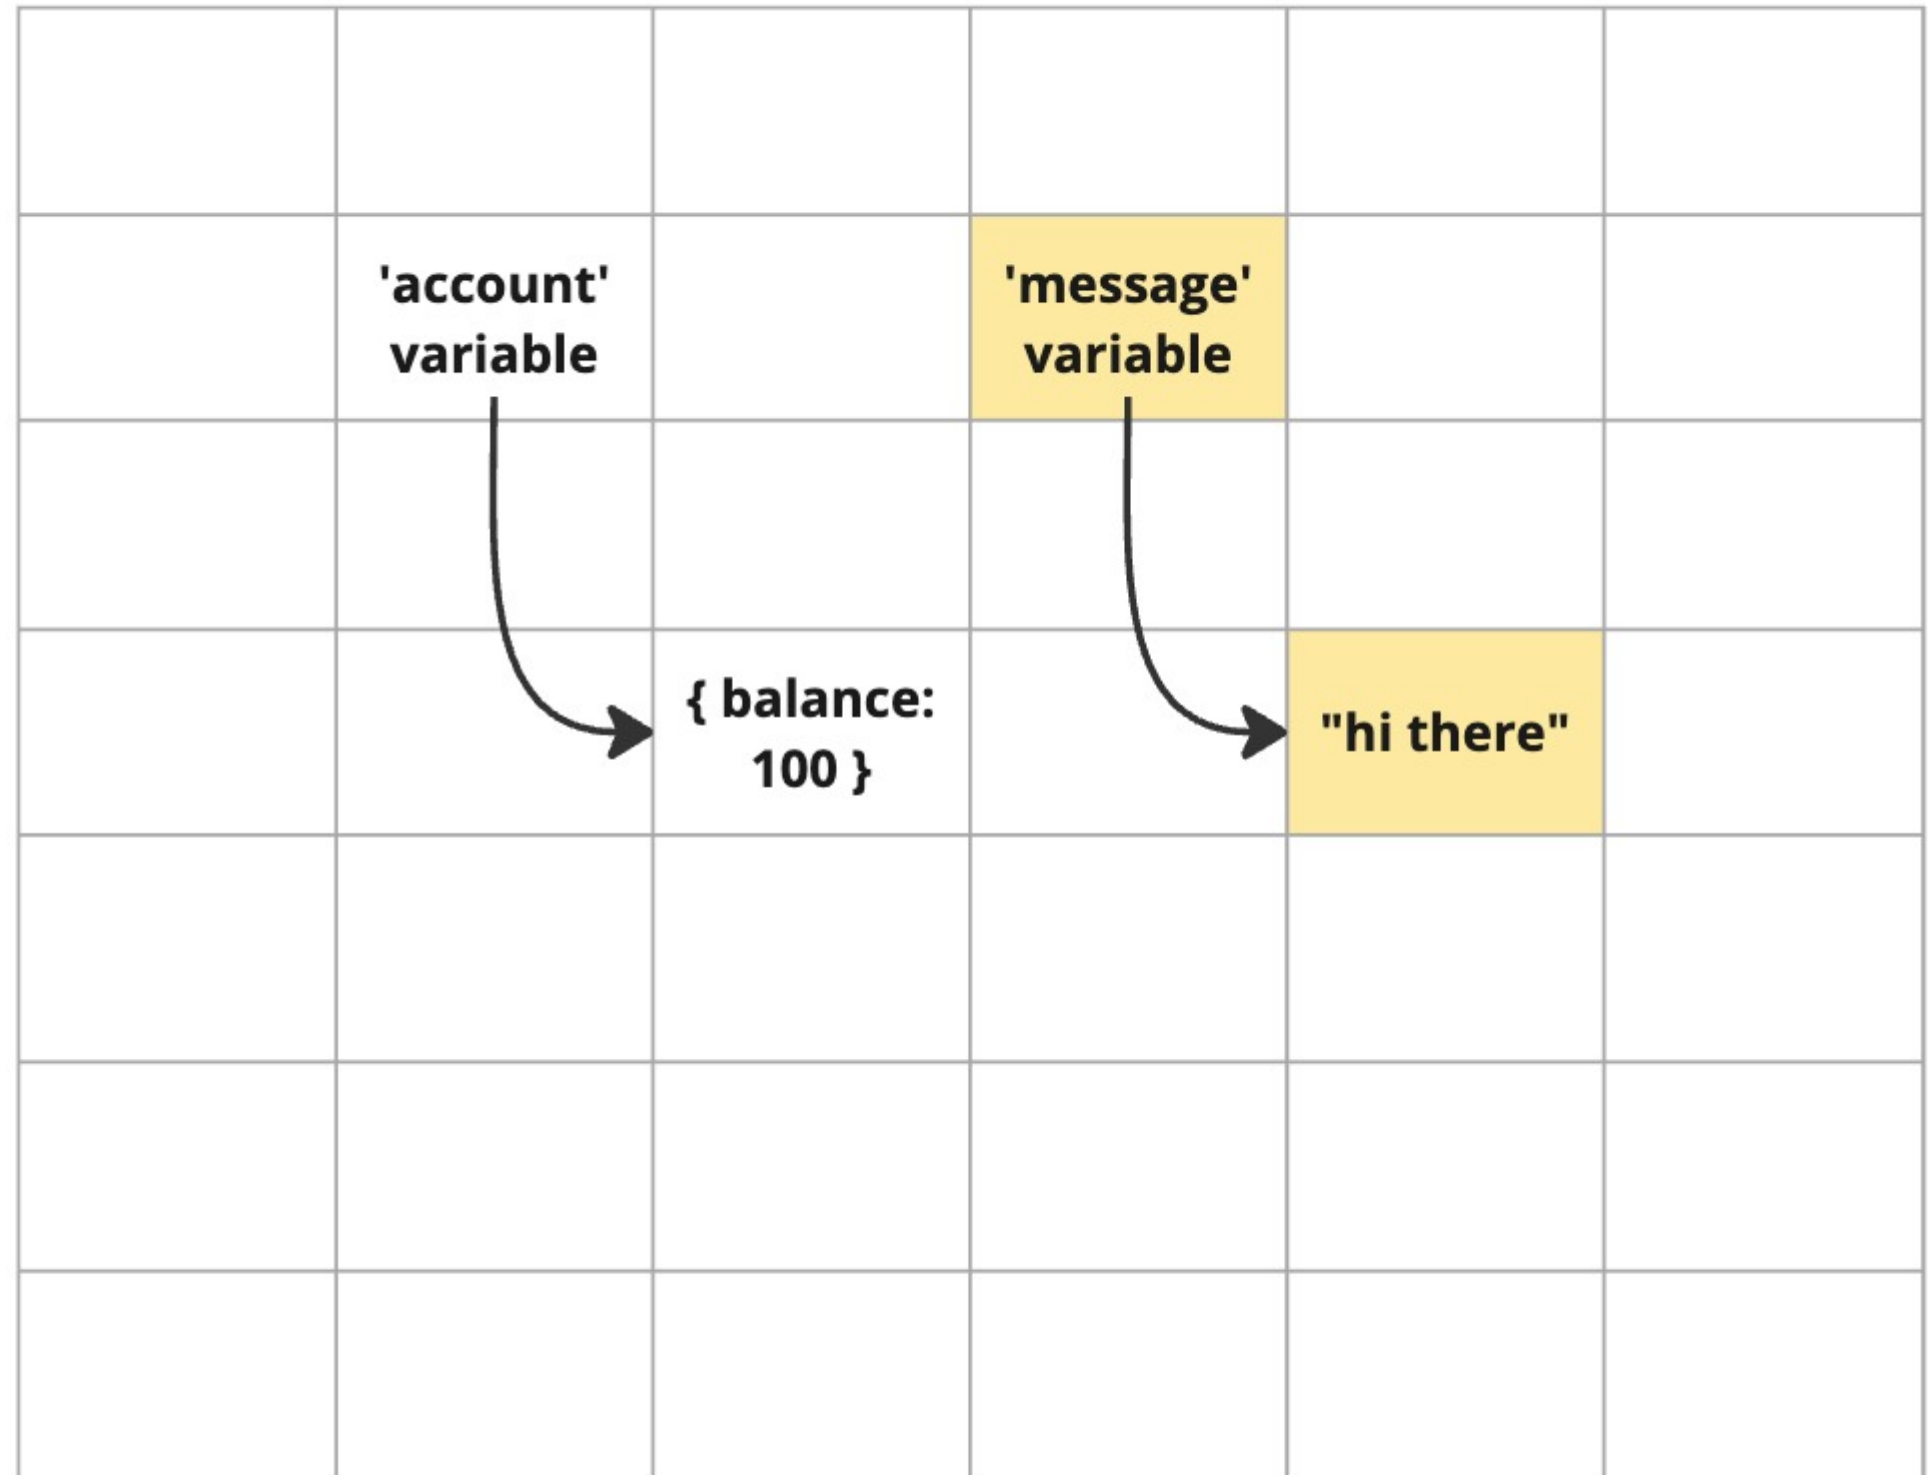 'account'
variable
'message'
variable
{ balance:
100 }
"hi there"